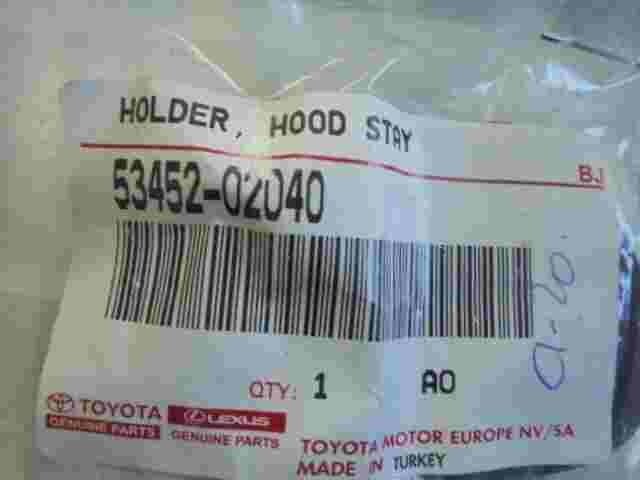 HOLDER, HOOD STAY
BJ
53452-02040
QTY: 1 AO
TOYOTA LEXUS
GENUINE PARTS GENUINE PARTS
TOYOTA MOTOR EUROPE NV/SA
MADE IN TURKEY